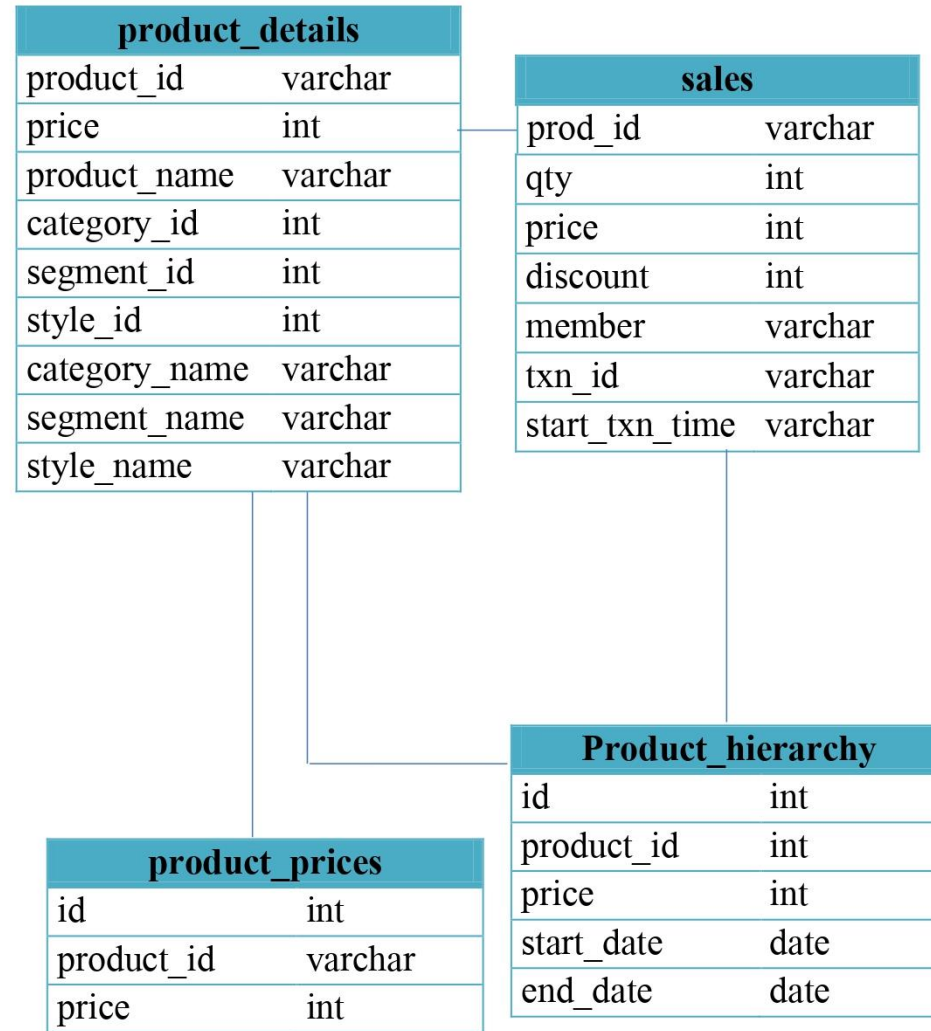 product_details
product_id varchar
price int
product_name varchar
category_id int
segment_id int
style_id int
category_name varchar
segment_name varchar
style_name varchar
sales
prod_id varchar
qty int
price int
discount int
member varchar
txn_id varchar
start_txn_time varchar
product_prices
id int
product_id varchar
price int
Product_hierarchy
id int
product_id int
price int
start_date date
end_date date